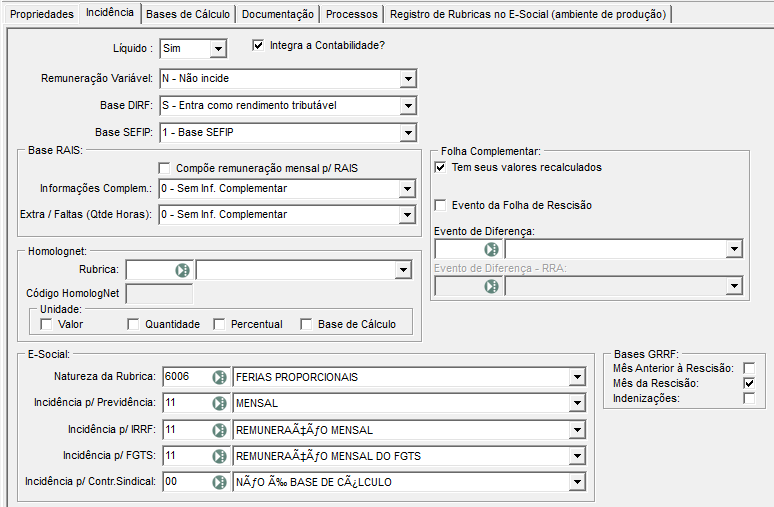 Propriedades Incidência Bases de Cálculo Documentação Processos Registro de Rubricas no E-Social (ambiente de produção)
Líquido : Sim Integra a Contabilidade?
Remuneração Variável: N - Não incide
Base DIRF: S - Entra como rendimento tributável
Base SEFIP: 1 - Base SEFIP
Base RAIS:
Compõe remuneração mensal p/ RAIS
Informações Complem.: 0 - Sem Inf. Complementar
Extra / Faltas (Qtde Horas): 0 - Sem Inf. Complementar
Folha Complementar:
Tem seus valores recalculados
Evento da Folha de Rescisão
Evento de Diferença:
Evento de Diferença - RRA:
Homolognet:
Rubrica:
Código HomologNet
Unidade:
Valor Quantidade Percentual Base de Cálculo
E-Social:
Natureza da Rubrica: 6006 FERIAS PROPORCIONAIS
Incidência p/ Previdência: 11 MENSAL
Incidência p/ IRRF: 11 REMUNERAÃ‡ÃƒO MENSAL
Incidência p/ FGTS: 11 REMUNERAÃ‡ÃƒO MENSAL DO FGTS
Incidência p/ Contr.Sindical: 00 NÃƒO Ã‰ BASE DE CÃ¿LCULO
Bases GRRF:
Mês Anterior à Rescisão:
Mês da Rescisão:
Indenizações: